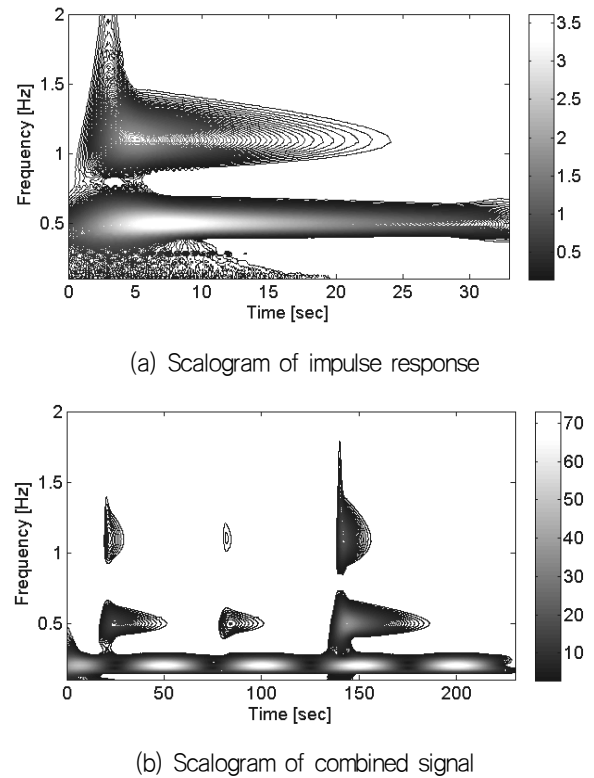 2
1.5
1
0.5
Frequency [Hz]
0 5 10 15 20 25 30
Time [sec]
3.5
3
2.5
2
1.5
1
0.5
(a) Scalogram of impulse response
2
1.5
1
0.5
Frequency [Hz]
0 50 100 150 200
Time [sec]
70
60
50
40
30
20
10
(b) Scalogram of combined signal